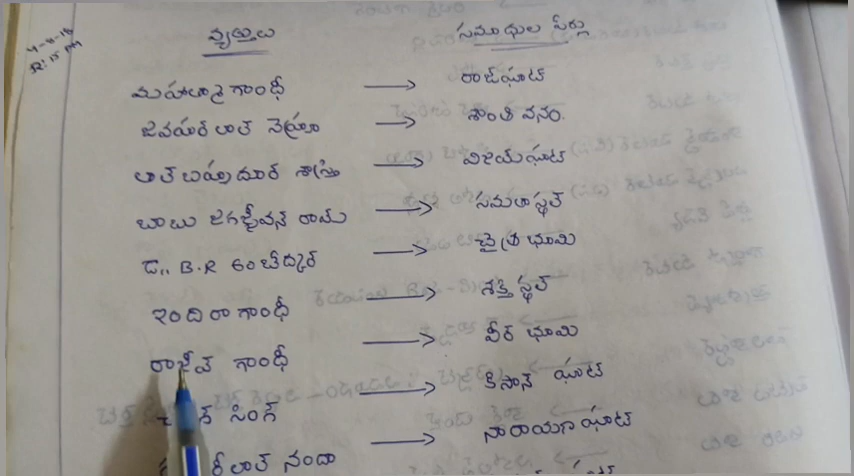 4-8-18
12:15 PM
వ్యక్తులు సమాధుల పేర్లు
మహాత్మా గాంధీ → రాజ్‌ఘాట్
జవహర్ లాల్ నెహ్రూ → శాంతి వనం.
లాల్ బహదూర్ శాస్త్రి → విజయ్ ఘాట్
బాబు జగజ్జీవన్ రామ్ → సమతా స్థల్
డా.. B.R అంబేద్కర్ → చైత్ర భూమి
ఇందిరా గాంధీ → శక్తి స్థల్
రాజీవ్ గాంధీ → వీర్ భూమి
సింగ్ → కిసాన్ ఘాట్
లాల్ నందా → నారాయణ ఘాట్